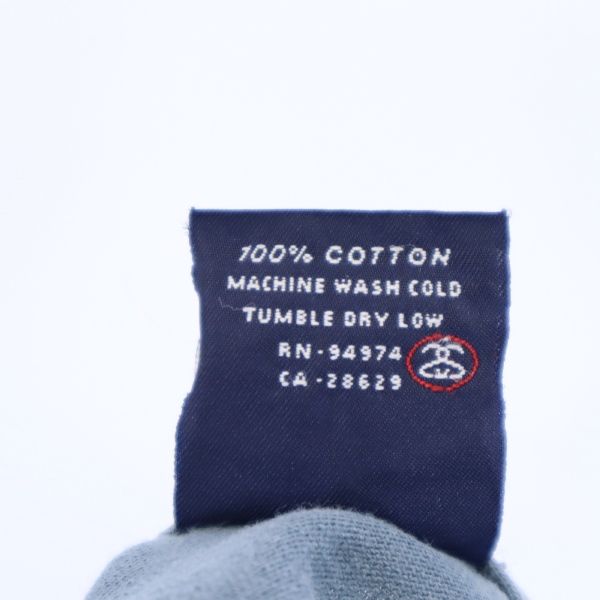 100% COTTON
MACHINE WASH COLD
TUMBLE DRY LOW
RN-94974
CA-28629